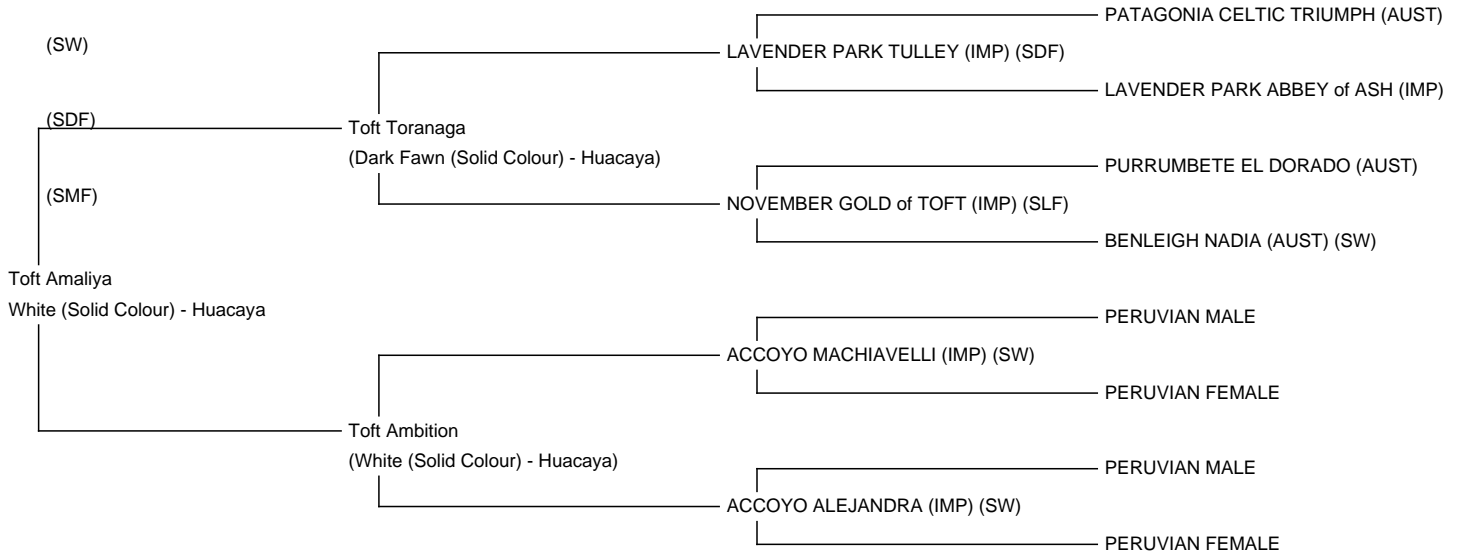 PATAGONIA CELTIC TRIUMPH (AUST)
(SW)
LAVENDER PARK TULLEY (IMP) (SDF)
LAVENDER PARK ABBEY of ASH (IMP)
(SDF)
Toft Toranaga
(Dark Fawn (Solid Colour) - Huacaya)
PURRUMBETE EL DORADO (AUST)
(SMF)
NOVEMBER GOLD of TOFT (IMP) (SLF)
BENLEIGH NADIA (AUST) (SW)
Toft Amaliya
White (Solid Colour) - Huacaya
PERUVIAN MALE
ACCOYO MACHIAVELLI (IMP) (SW)
PERUVIAN FEMALE
Toft Ambition
(White (Solid Colour) - Huacaya)
PERUVIAN MALE
ACCOYO ALEJANDRA (IMP) (SW)
PERUVIAN FEMALE